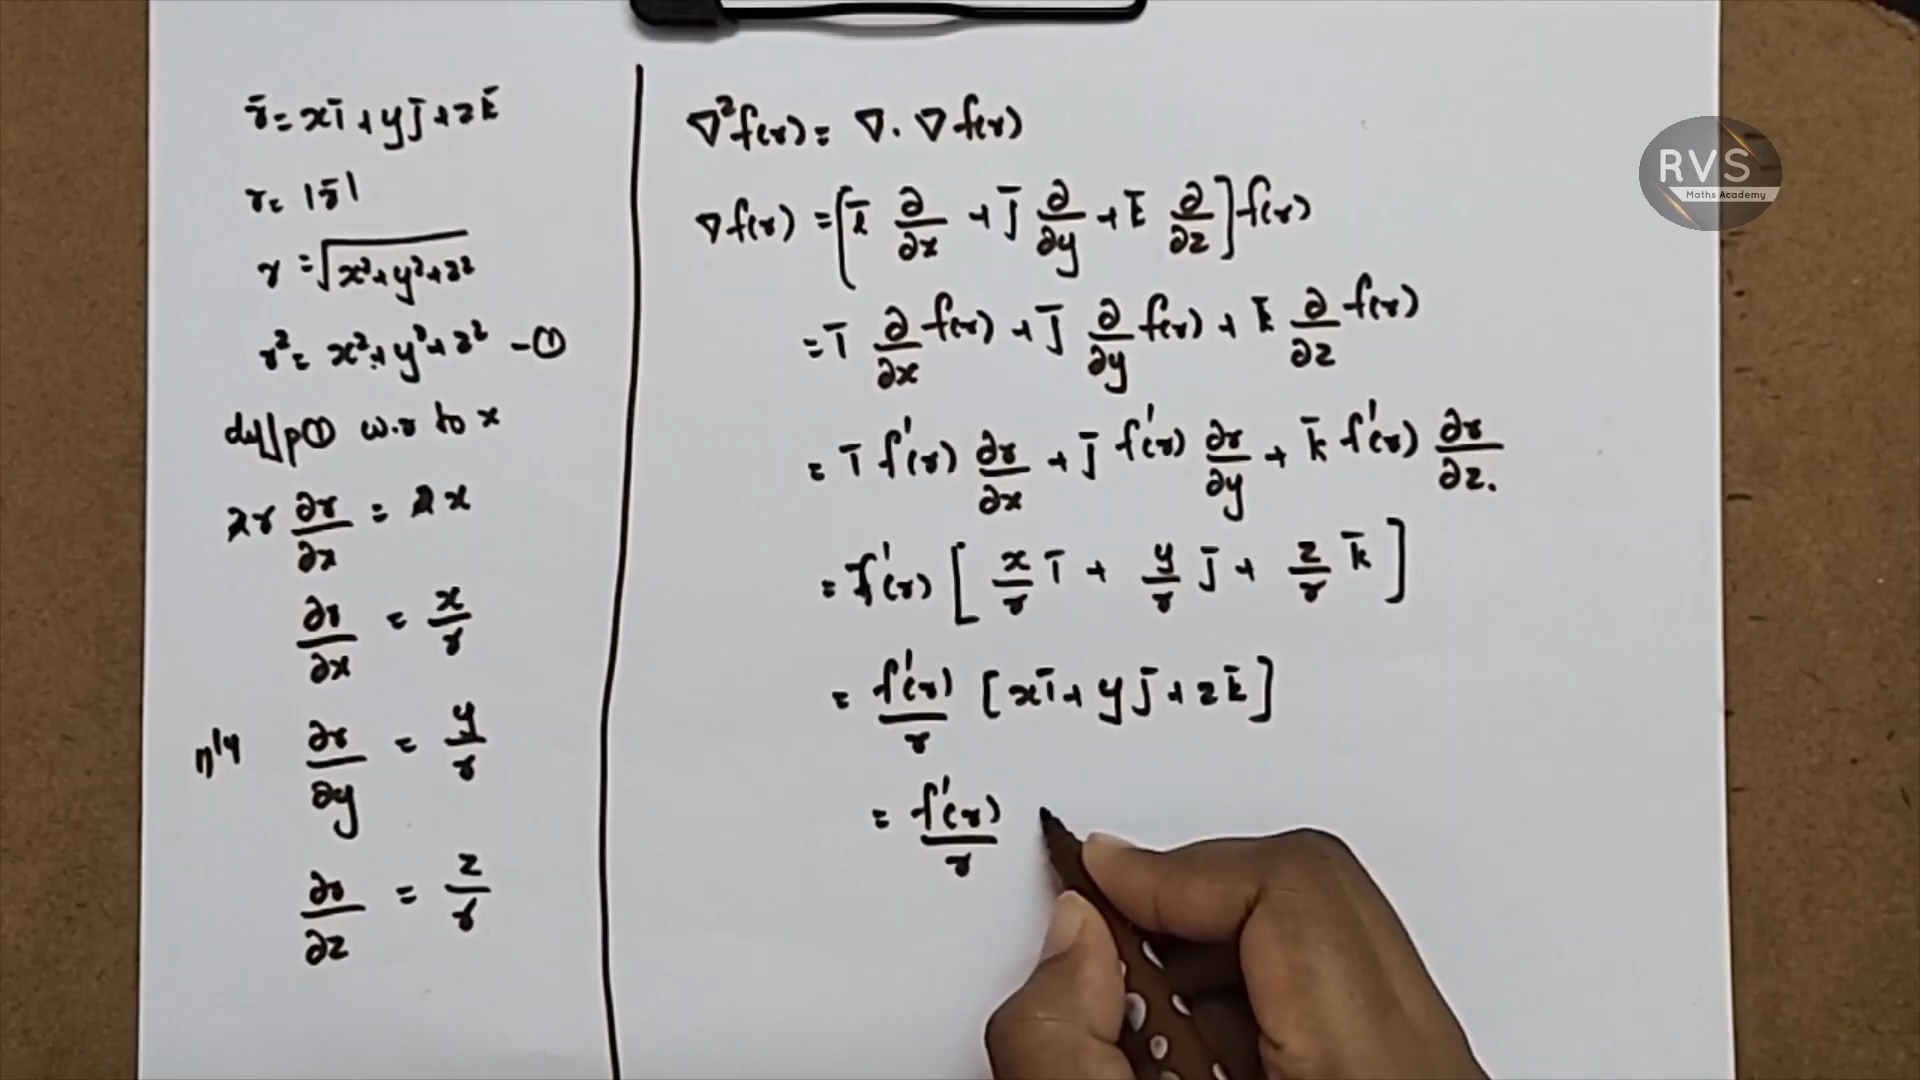 r̄ = xī + yj̄ + zk̄
r = |r̄|
r = √(x² + y² + z²)
r² = x² + y² + z² - ①
diff ① w.r to x
2r ∂r/∂x = 2x
∂r/∂x = x/r
∂r/∂y = y/r
∂r/∂z = z/r
∇²f(r) = ∇. ∇f(r)
∇f(r) = [ī ∂/∂x + j̄ ∂/∂y + k̄ ∂/∂z] f(r)
= ī ∂/∂x f(r) + j̄ ∂/∂y f(r) + k̄ ∂/∂z f(r)
= ī f'(r) ∂r/∂x + j̄ f'(r) ∂r/∂y + k̄ f'(r) ∂r/∂z.
= f'(r) [ x/r ī + y/r j̄ + z/r k̄ ]
= f'(r)/r [xī + yj̄ + zk̄]
= f'(r)/r
RVS
Maths Academy